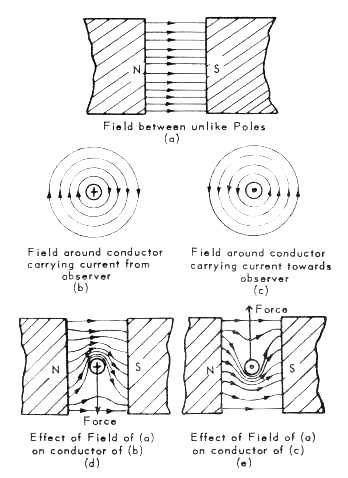 N S
Field between unlike Poles
(a)
Field around conductor
carrying current from
observer
(b)
Field around conductor
carrying current towards
observer
(c)
N S
Force
Effect of Field of (a)
on conductor of (b)
(d)
Force
N S
Effect of Field of (a)
on conductor of (c)
(e)